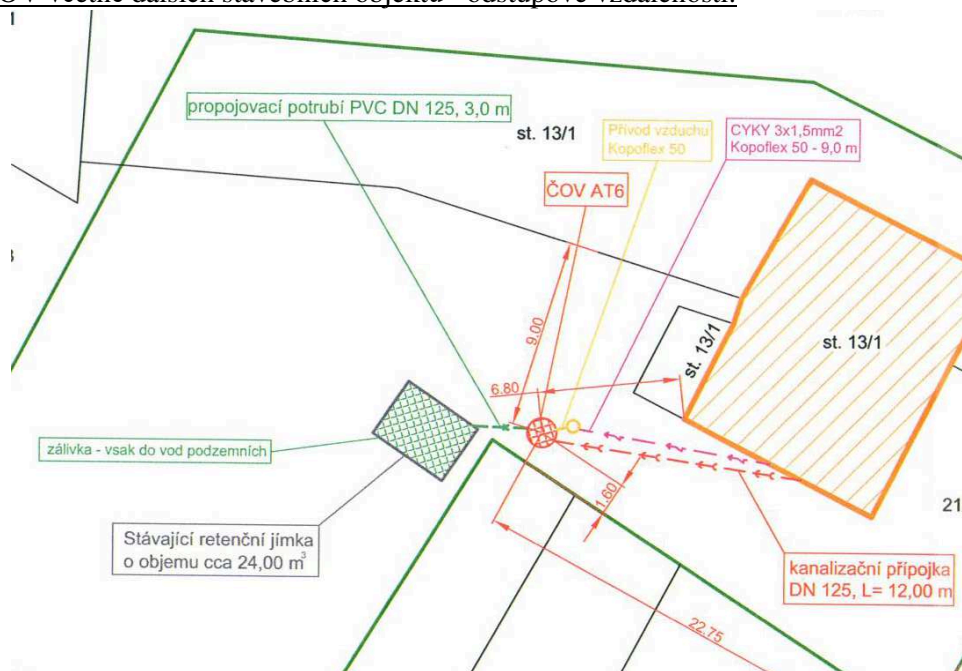 včetně dalších stavebních objektů - odstupové vzdálenosti:
propojovací potrubí PVC DN 125, 3,0 m
st. 13/1
Přívod vzduchu
Kopoflex 50
CYKY 3x1,5mm2
Kopoflex 50 - 9,0 m
ČOV AT6
9.00
st. 13/1
st. 13/1
6.80
zálivka - vsak do vod podzemních
1.60
21
Stávající retenční jímka
o objemu cca 24,00 m³
kanalizační přípojka
DN 125, L= 12,00 m
22.75